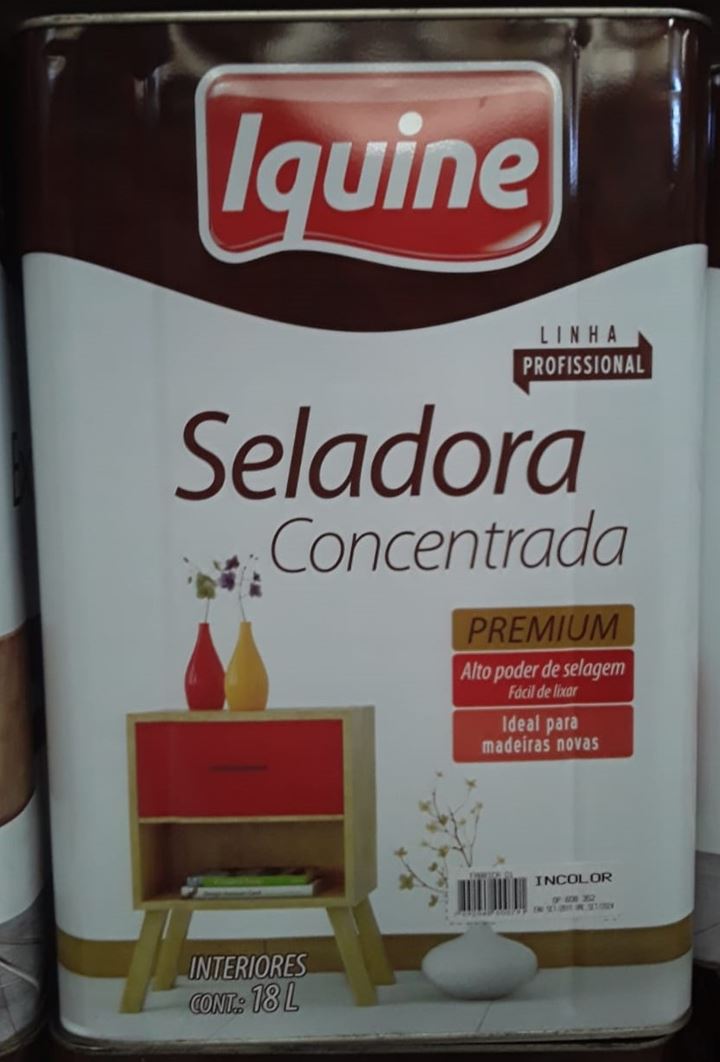 Iquine
LINHA
PROFISSIONAL
Seladora
Concentrada
PREMIUM
Alto poder de selagem
Fácil de lixar
Ideal para
madeiras novas
INCOLOR
INTERIORES
CONT.: 18 L